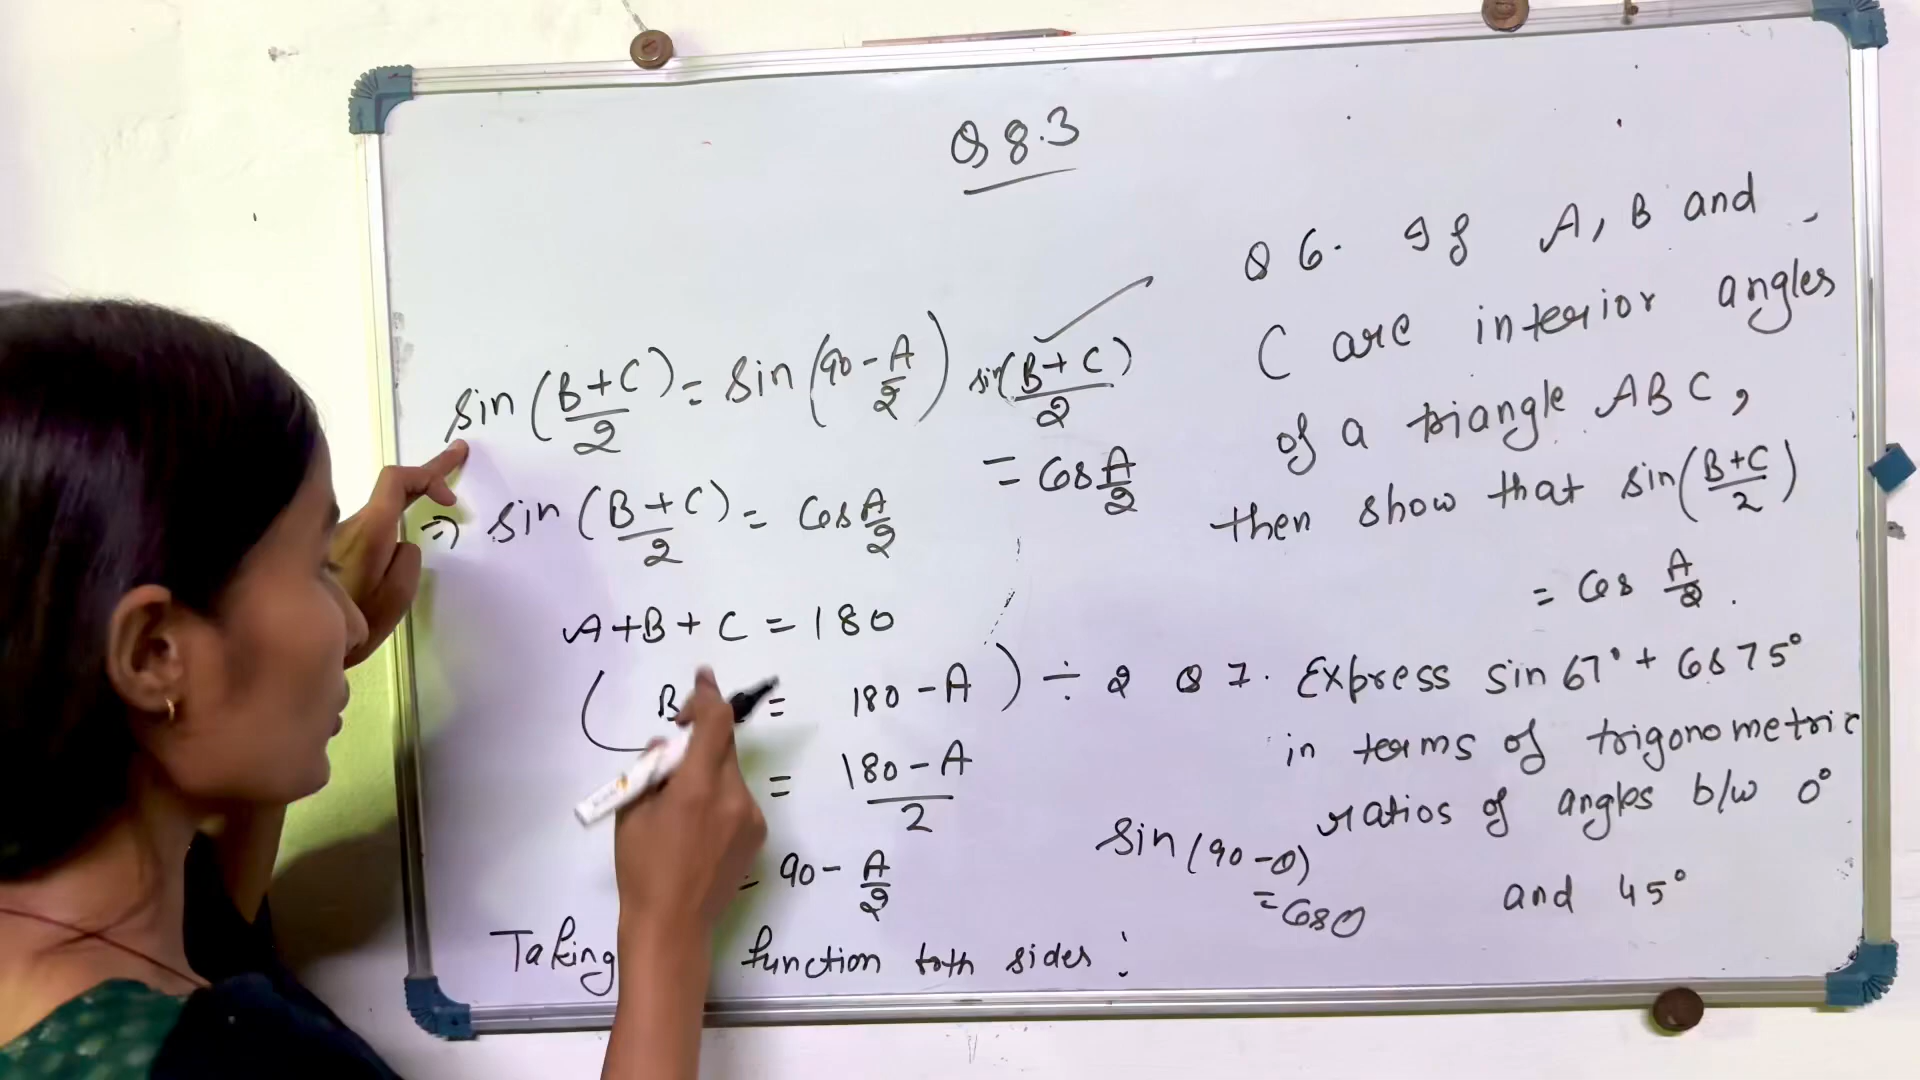 Q 8.3
sin (B+C/2) = sin (90 - A/2)
⇒ sin (B+C/2) = Cos A/2
A+B+C = 180
( B = 180 - A ) ÷ 2
= 180 - A / 2
= 90 - A/2
Taking function both sides :
sin (B+C/2) ✓
= Cos A/2
Q 6. If A, B and
C are interior angles
of a triangle ABC,
then show that sin (B+C/2)
= Cos A/2 .
Q 7. Express sin 67° + Cos 75°
in terms of trigonometric
ratios of angles b/w 0°
and 45°
Sin (90 - θ)
= Cos θ